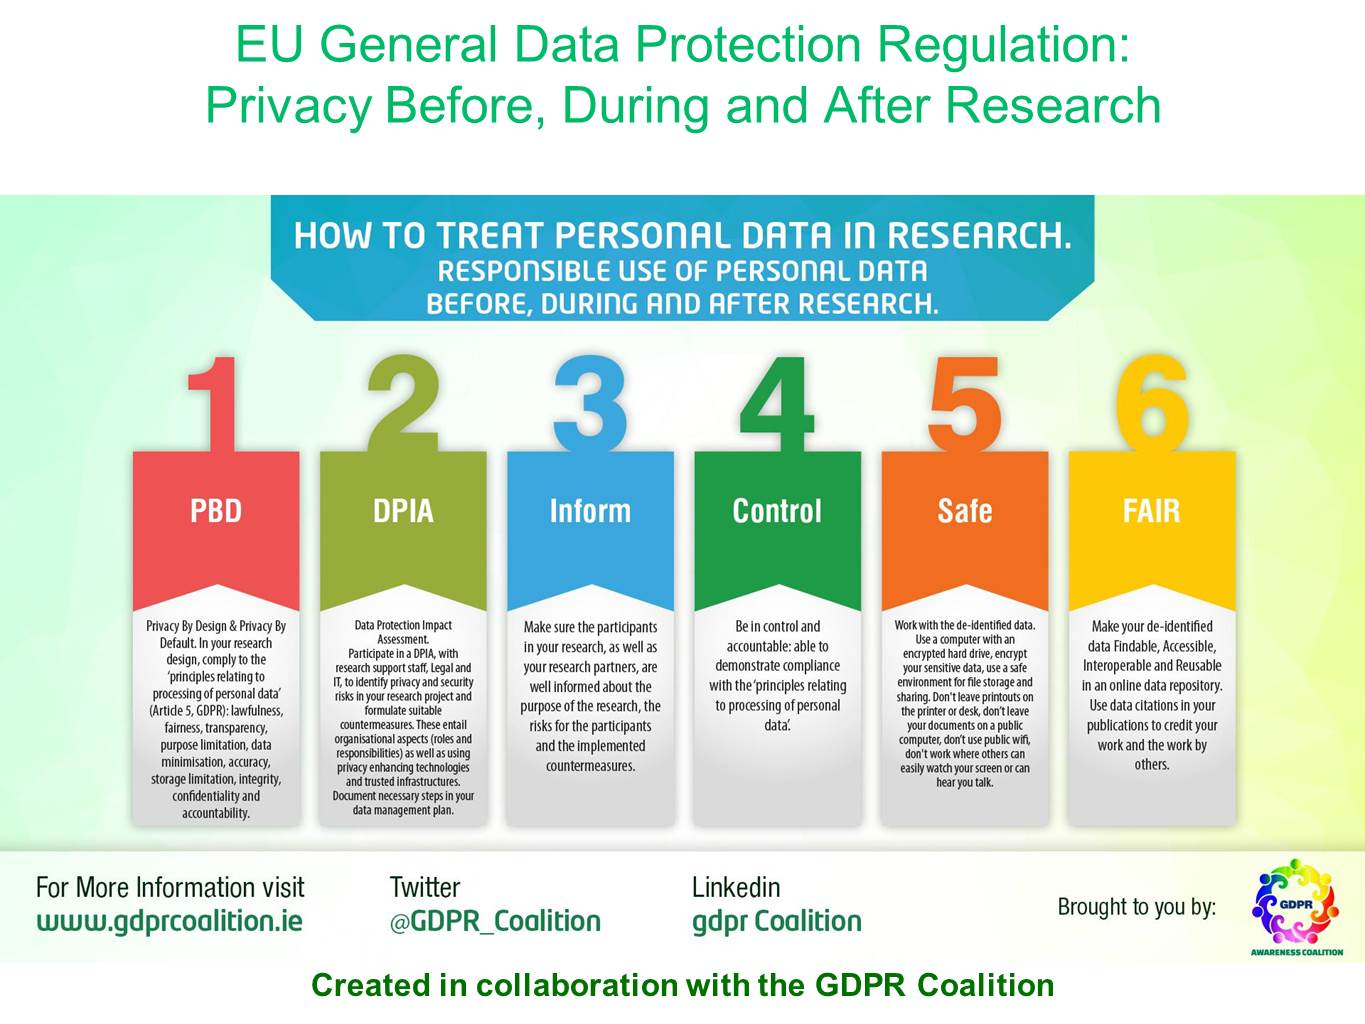 EU General Data Protection Regulation:
Privacy Before, During and After Research
HOW TO TREAT PERSONAL DATA IN RESEARCH.
RESPONSIBLE USE OF PERSONAL DATA
BEFORE, DURING AND AFTER RESEARCH.
1
PBD
Privacy By Design & Privacy By
Default. In your research
design, comply to the
‘principles relating to
processing of personal data’
(Article 5, GDPR): lawfulness,
fairness, transparency,
purpose limitation, data
minimisation, accuracy,
storage limitation, integrity,
confidentiality and
accountability.
2
DPIA
Data Protection Impact
Assessment.
Participate in a DPIA, with
research support staff, Legal and
IT, to identify privacy and security
risks in your research project and
formulate suitable
countermeasures. These entail
organisational aspects (roles and
responsibilities) as well as using
privacy enhancing technologies
and trusted infrastructures.
Document necessary steps in your
data management plan.
3
Inform
Make sure the participants
in your research, as well as
your research partners, are
well informed about the
purpose of the research, the
risks for the participants
and the implemented
countermeasures.
4
Control
Be in control and
accountable: able to
demonstrate compliance
with the ‘principles relating
to processing of personal
data’.
5
Safe
Work with the de-identified data.
Use a computer with an
encrypted hard drive, encrypt
your sensitive data, use a safe
environment for file storage and
sharing. Don't leave printouts on
the printer or desk, don’t leave
your documents on a public
computer, don’t use public wifi,
don't work where others can
easily watch your screen or can
hear you talk.
6
FAIR
Make your de-identified
data Findable, Accessible,
Interoperable and Reusable
in an online data repository.
Use data citations in your
publications to credit your
work and the work by
others.
For More Information visit
www.gdprcoalition.ie
Twitter
@GDPR_Coalition
Linkedin
gdpr Coalition
Brought to you by:
GDPR
AWARENESS COALITION
Created in collaboration with the GDPR Coalition